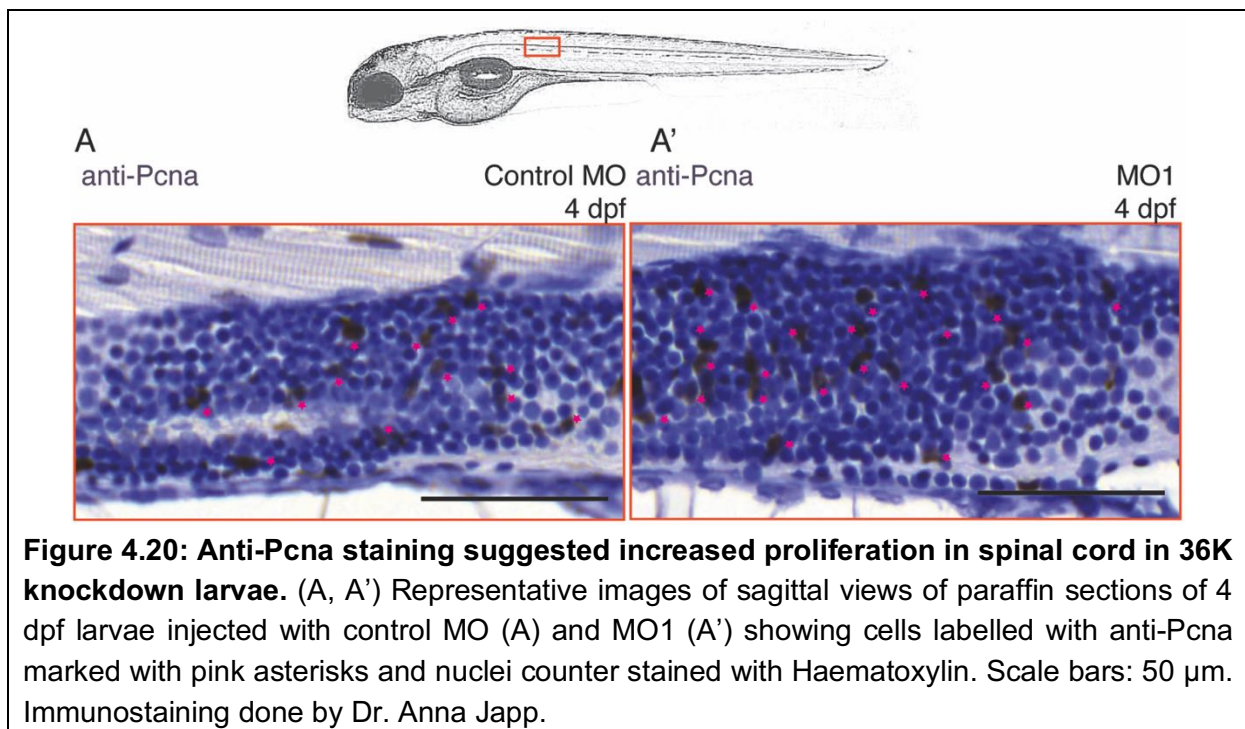 A
A'
anti-Pcna
Control MO
4 dpf
anti-Pcna
MO1
4 dpf
Figure 4.20: Anti-Pcna staining suggested increased proliferation in spinal cord in 36K
knockdown larvae. (A, A’) Representative images of sagittal views of paraffin sections of 4
dpf larvae injected with control MO (A) and MO1 (A’) showing cells labelled with anti-Pcna
marked with pink asterisks and nuclei counter stained with Haematoxylin. Scale bars: 50 µm.
Immunostaining done by Dr. Anna Japp.